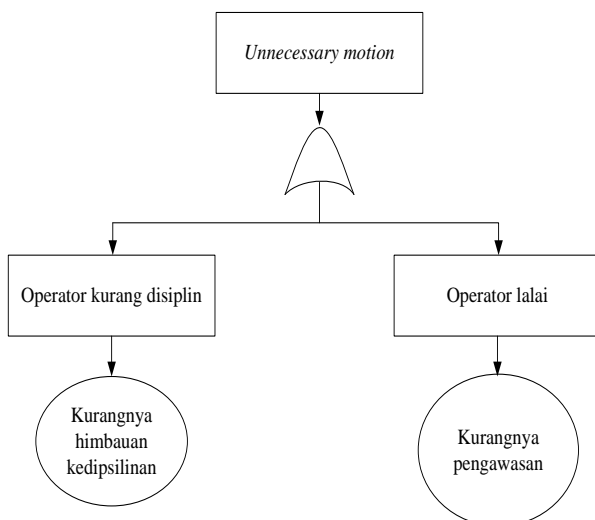 Unnecessary motion
Operator kurang disiplin
Operator lalai
Kurangnya
himbauan
kedipsilinan
Kurangnya
pengawasan